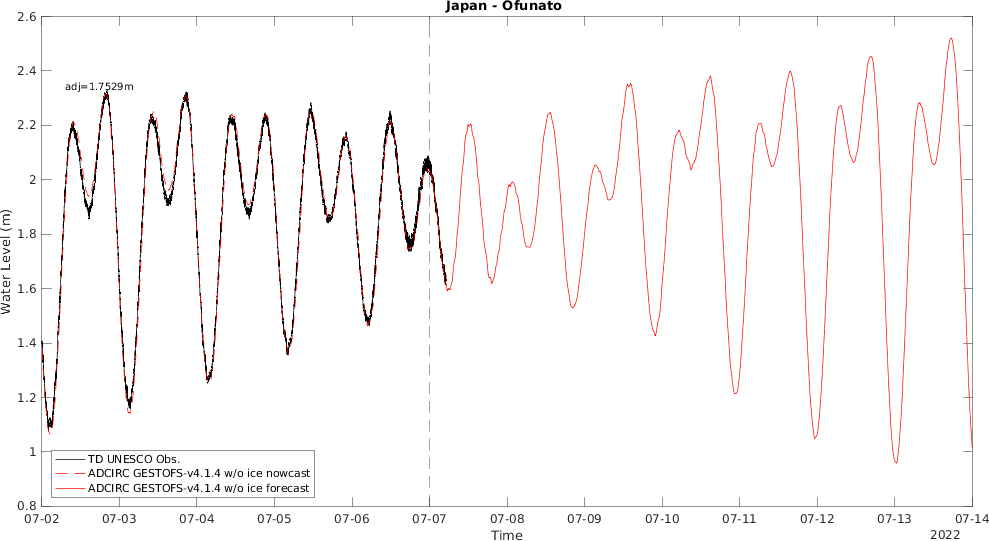 Japan - Ofunato
2.6
2.4
adj=1.7529m
2.2
2
1.8
1.6
1.4
1.2
1
0.8
Water Level (m)
TD UNESCO Obs.
ADCIRC GESTOFS-v4.1.4 w/o ice nowcast
ADCIRC GESTOFS-v4.1.4 w/o ice forecast
07-02 07-03 07-04 07-05 07-06 07-07 07-08 07-09 07-10 07-11 07-12 07-13 07-14
Time
2022